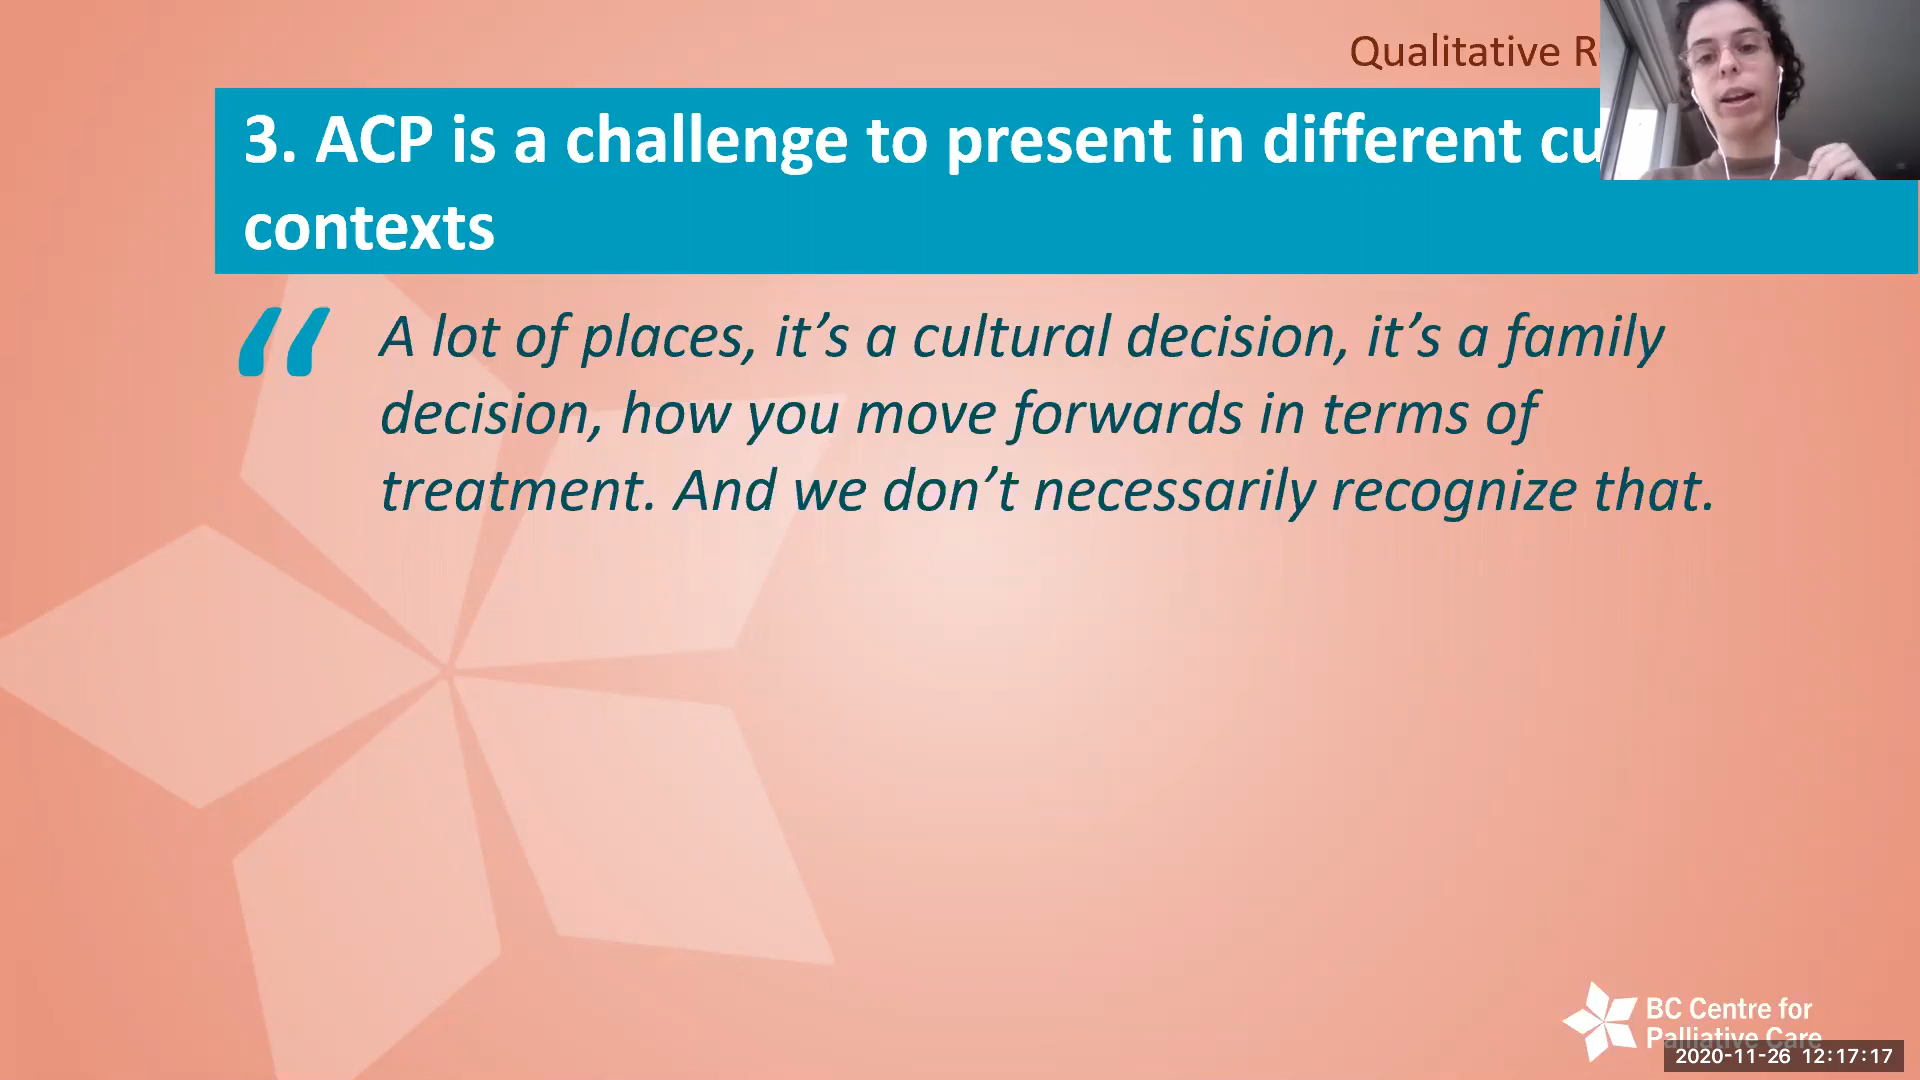 Qualitative
3. ACP is a challenge to present in different
contexts
“ A lot of places, it’s a cultural decision, it’s a family
decision, how you move forwards in terms of
treatment. And we don’t necessarily recognize that.
BC Centre for
Palliative Care
2020-11-26 12:17:17